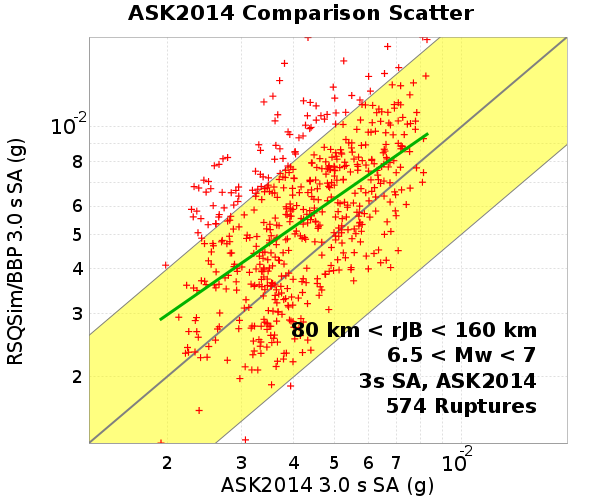 ASK2014 Comparison Scatter
RSQSim/BBP 3.0 s SA (g)
10-2
8
6
5
4
3
2
80 km < rJB < 160 km
6.5 < Mw < 7
3s SA, ASK2014
574 Ruptures
2 3 4 5 6 7 10-2
ASK2014 3.0 s SA (g)